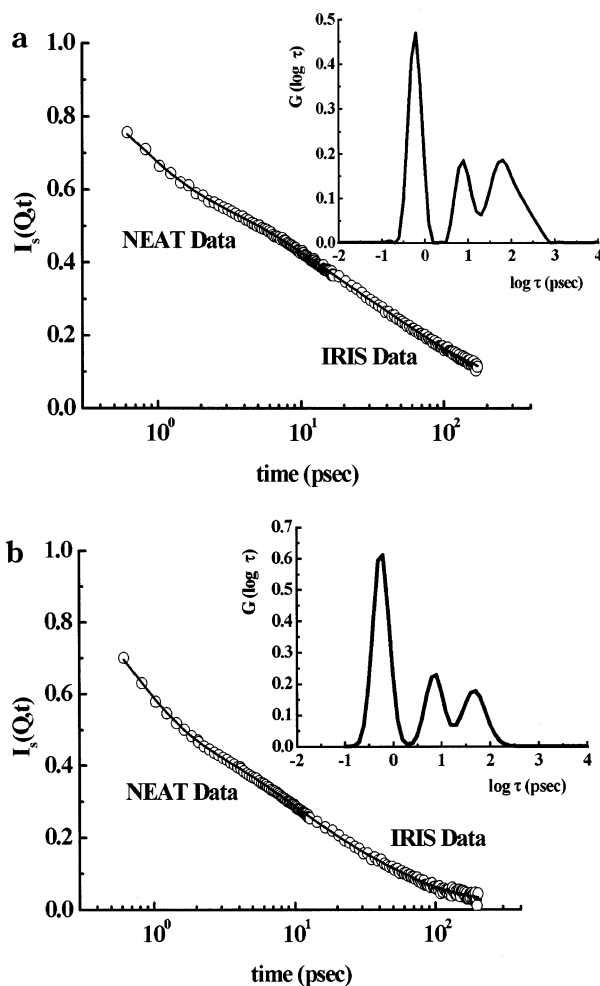 a
1.0
0.8
0.6
0.4
0.2
0.0
I_s(Q,t)
NEAT Data
IRIS Data
10^0
10^1
10^2
time (psec)
0.5
0.4
0.3
0.2
0.1
0.0
G (log τ)
-2 -1 0 1 2 3 4
log τ (psec)
b
1.0
0.8
0.6
0.4
0.2
0.0
I_s(Q,t)
NEAT Data
IRIS Data
10^0
10^1
10^2
time (psec)
0.7
0.6
0.5
0.4
0.3
0.2
0.1
0.0
G (log τ)
-2 -1 0 1 2 3 4
log τ (psec)